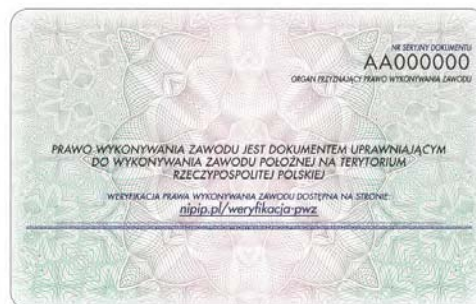 NR SERYJNY DOKUMENTU
AA000000
ORGAN PRZYZNAJĄCY PRAWO WYKONYWANIA ZAWODU
PRAWO WYKONYWANIA ZAWODU JEST DOKUMENTEM UPRAWNIAJĄCYM
DO WYKONYWANIA ZAWODU POŁOŻNEJ NA TERYTORIUM
RZECZYPOSPOLITEJ POLSKIEJ
WERYFIKACJA PRAWA WYKONYWANIA ZAWODU DOSTĘPNA NA STRONIE:
nipip.pl/weryfikacja-pwz